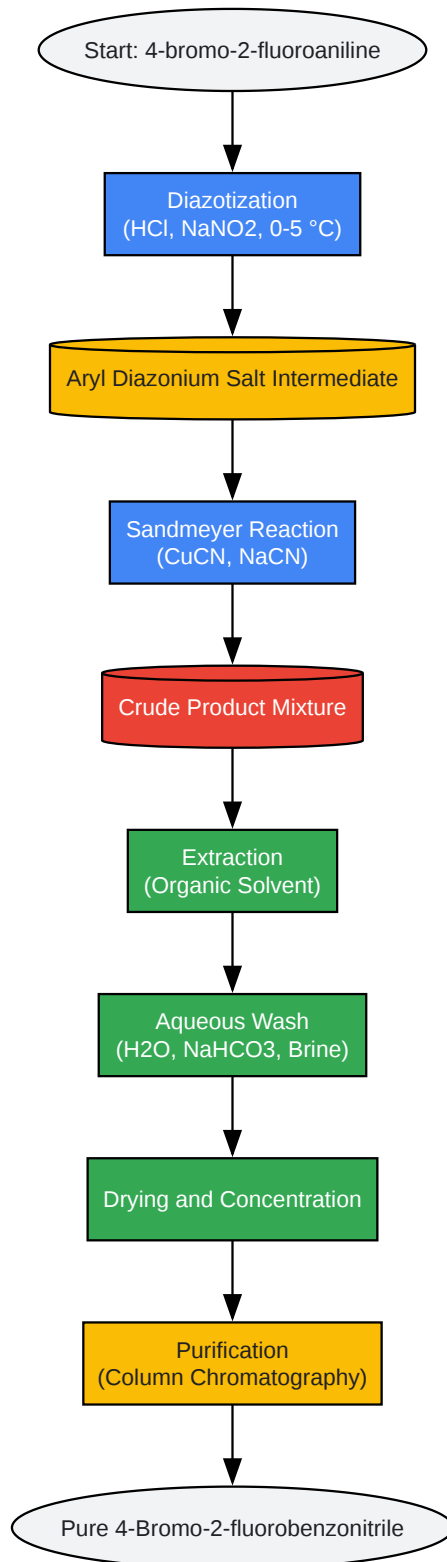 Start: 4-bromo-2-fluoroaniline
Diazotization
(HCl, NaNO2, 0-5 °C)
Aryl Diazonium Salt Intermediate
Sandmeyer Reaction
(CuCN, NaCN)
Crude Product Mixture
Extraction
(Organic Solvent)
Aqueous Wash
(H2O, NaHCO3, Brine)
Drying and Concentration
Purification
(Column Chromatography)
Pure 4-Bromo-2-fluorobenzonitrile